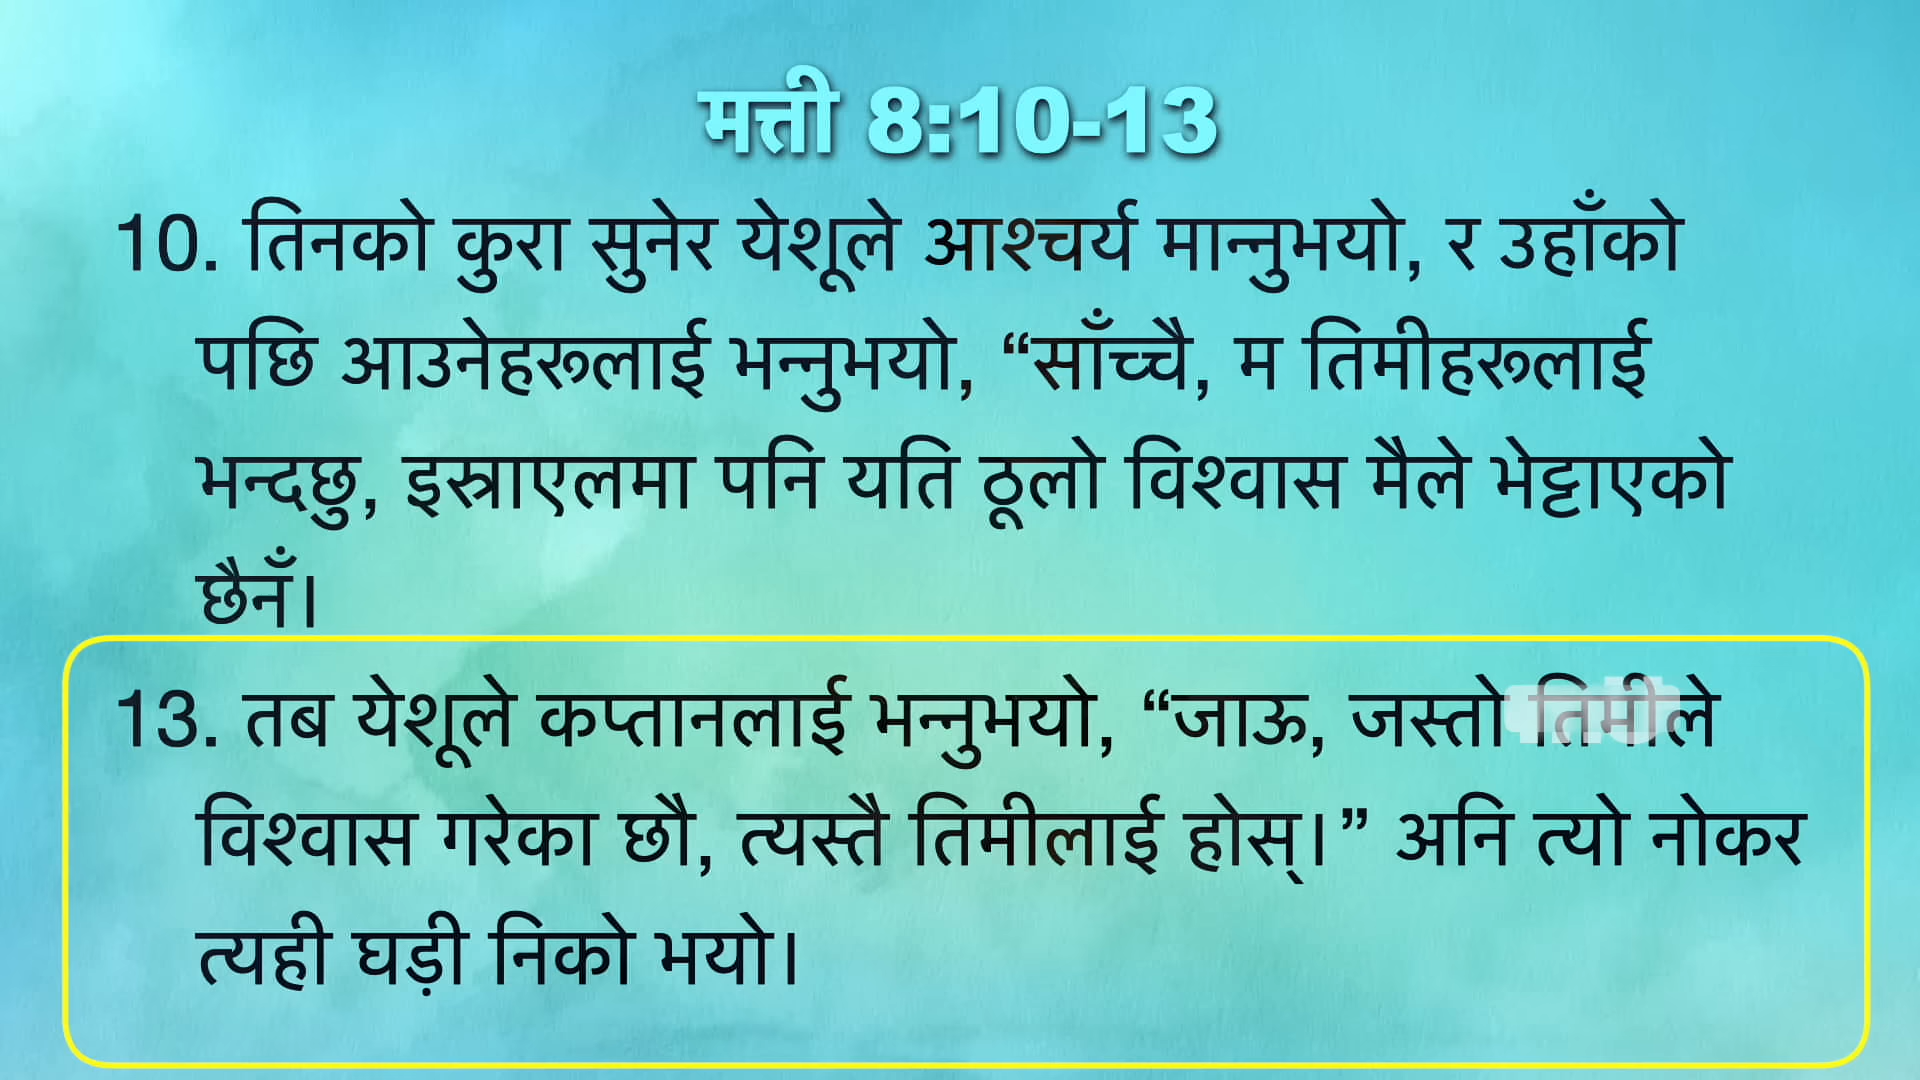 मत्ती 8:10-13
10. तिनको कुरा सुनेर येशूले आश्चर्य मान्नुभयो, र उहाँको
पछि आउनेहरूलाई भन्नुभयो, “साँच्चै, म तिमीहरूलाई
भन्दछु, इस्राएलमा पनि यति ठूलो विश्वास मैले भेट्टाएको
छैनँ।
13. तब येशूले कप्तानलाई भन्नुभयो, “जाऊ, जस्तो तिमीले
विश्वास गरेका छौ, त्यस्तै तिमीलाई होस्।” अनि त्यो नोकर
त्यही घड़ी निको भयो।